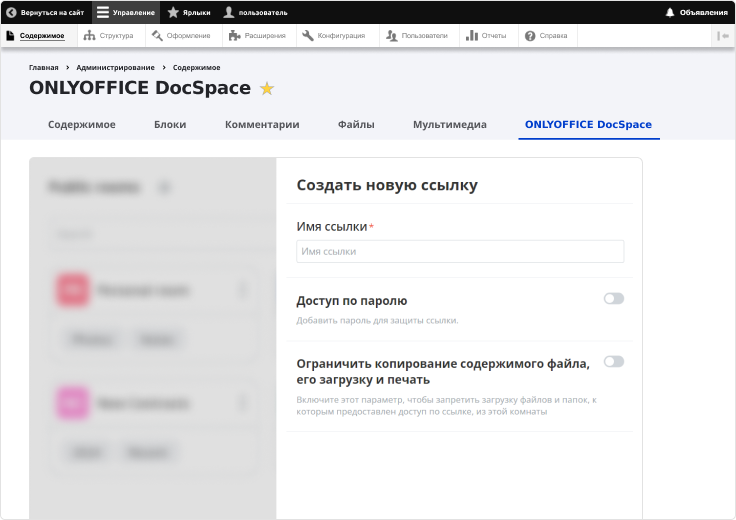 Вернуться на сайт Управление Ярлыки пользователь Объявления
Содержимое Структура Оформление Расширения Конфигурация Пользователи Отчеты Справка
Главная > Администрирование > Содержимое
ONLYOFFICE DocSpace
Содержимое Блоки Комментарии Файлы Мультимедиа ONLYOFFICE DocSpace
Создать новую ссылку
Имя ссылки*
Имя ссылки
Доступ по паролю
Добавить пароль для защиты ссылки.
Ограничить копирование содержимого файла,
его загрузку и печать
Включите этот параметр, чтобы запретить загрузку файлов и папок, к
которым предоставлен доступ по ссылке, из этой комнаты